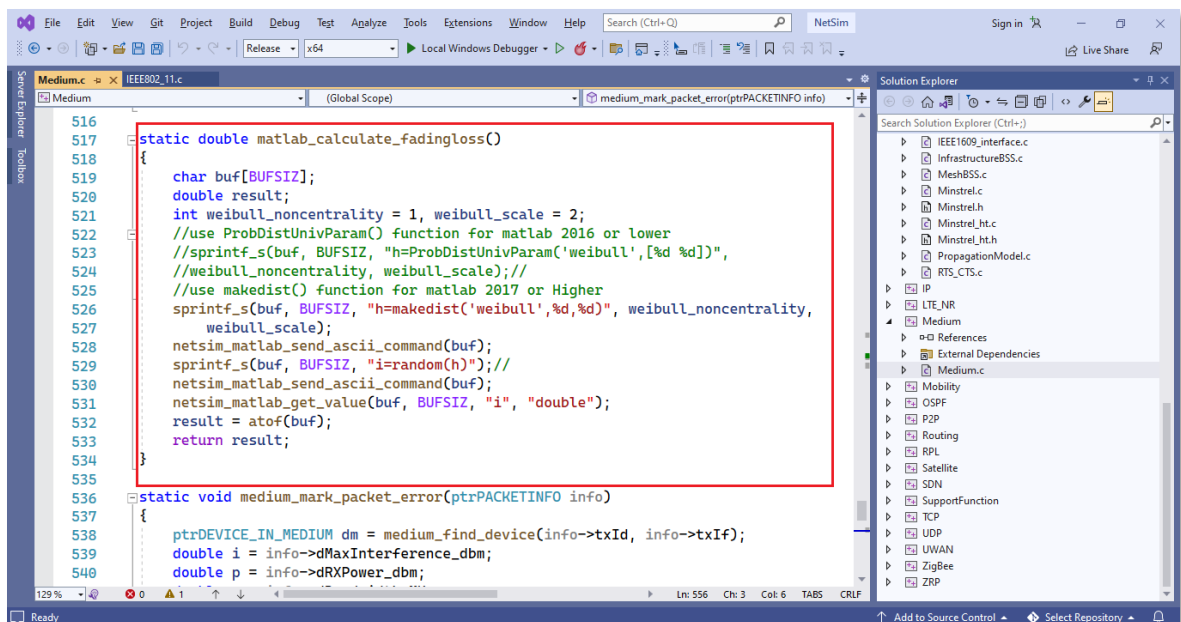 File Edit View Git Project Build Debug Test Analyze Tools Extensions Window Help Search (Ctrl+Q) NetSim Sign in
Release x64 Local Windows Debugger Live Share
Server Explorer
Toolbox
Medium.c IEEE802_11.c
Medium (Global Scope) medium_mark_packet_error(ptrPACKETINFO info)
516
517 static double matlab_calculate_fadingloss()
518 {
519 char buf[BUFSIZ];
520 double result;
521 int weibull_noncentrality = 1, weibull_scale = 2;
522 //use ProbDistUnivParam() function for matlab 2016 or lower
523 //sprintf_s(buf, BUFSIZ, "h=ProbDistUnivParam('weibull',[%d %d])",
524 //weibull_noncentrality, weibull_scale);//
525 //use makedist() function for matlab 2017 or Higher
526 sprintf_s(buf, BUFSIZ, "h=makedist('weibull',%d,%d)", weibull_noncentrality,
527 weibull_scale);
528 netsim_matlab_send_ascii_command(buf);
529 sprintf_s(buf, BUFSIZ, "i=random(h)");//
530 netsim_matlab_send_ascii_command(buf);
531 netsim_matlab_get_value(buf, BUFSIZ, "i", "double");
532 result = atof(buf);
533 return result;
534 }
535
536 static void medium_mark_packet_error(ptrPACKETINFO info)
537 {
538 ptrDEVICE_IN_MEDIUM dm = medium_find_device(info->txId, info->txIf);
539 double i = info->dMaxInterference_dbm;
540 double p = info->dRXPower_dbm;
129 % 0 1 Ln: 556 Ch: 3 Col: 6 TABS CRLF
Solution Explorer
Search Solution Explorer (Ctrl+;)
IEEE1609_interface.c
InfrastructureBSS.c
MeshBSS.c
Minstrel.c
Minstrel.h
Minstrel_ht.c
Minstrel_ht.h
PropagationModel.c
RTS_CTS.c
IP
LTE_NR
Medium
References
External Dependencies
Medium.c
Mobility
OSPF
P2P
Routing
RPL
Satellite
SDN
SupportFunction
TCP
UDP
UWAN
ZigBee
ZRP
Ready Add to Source Control Select Repository